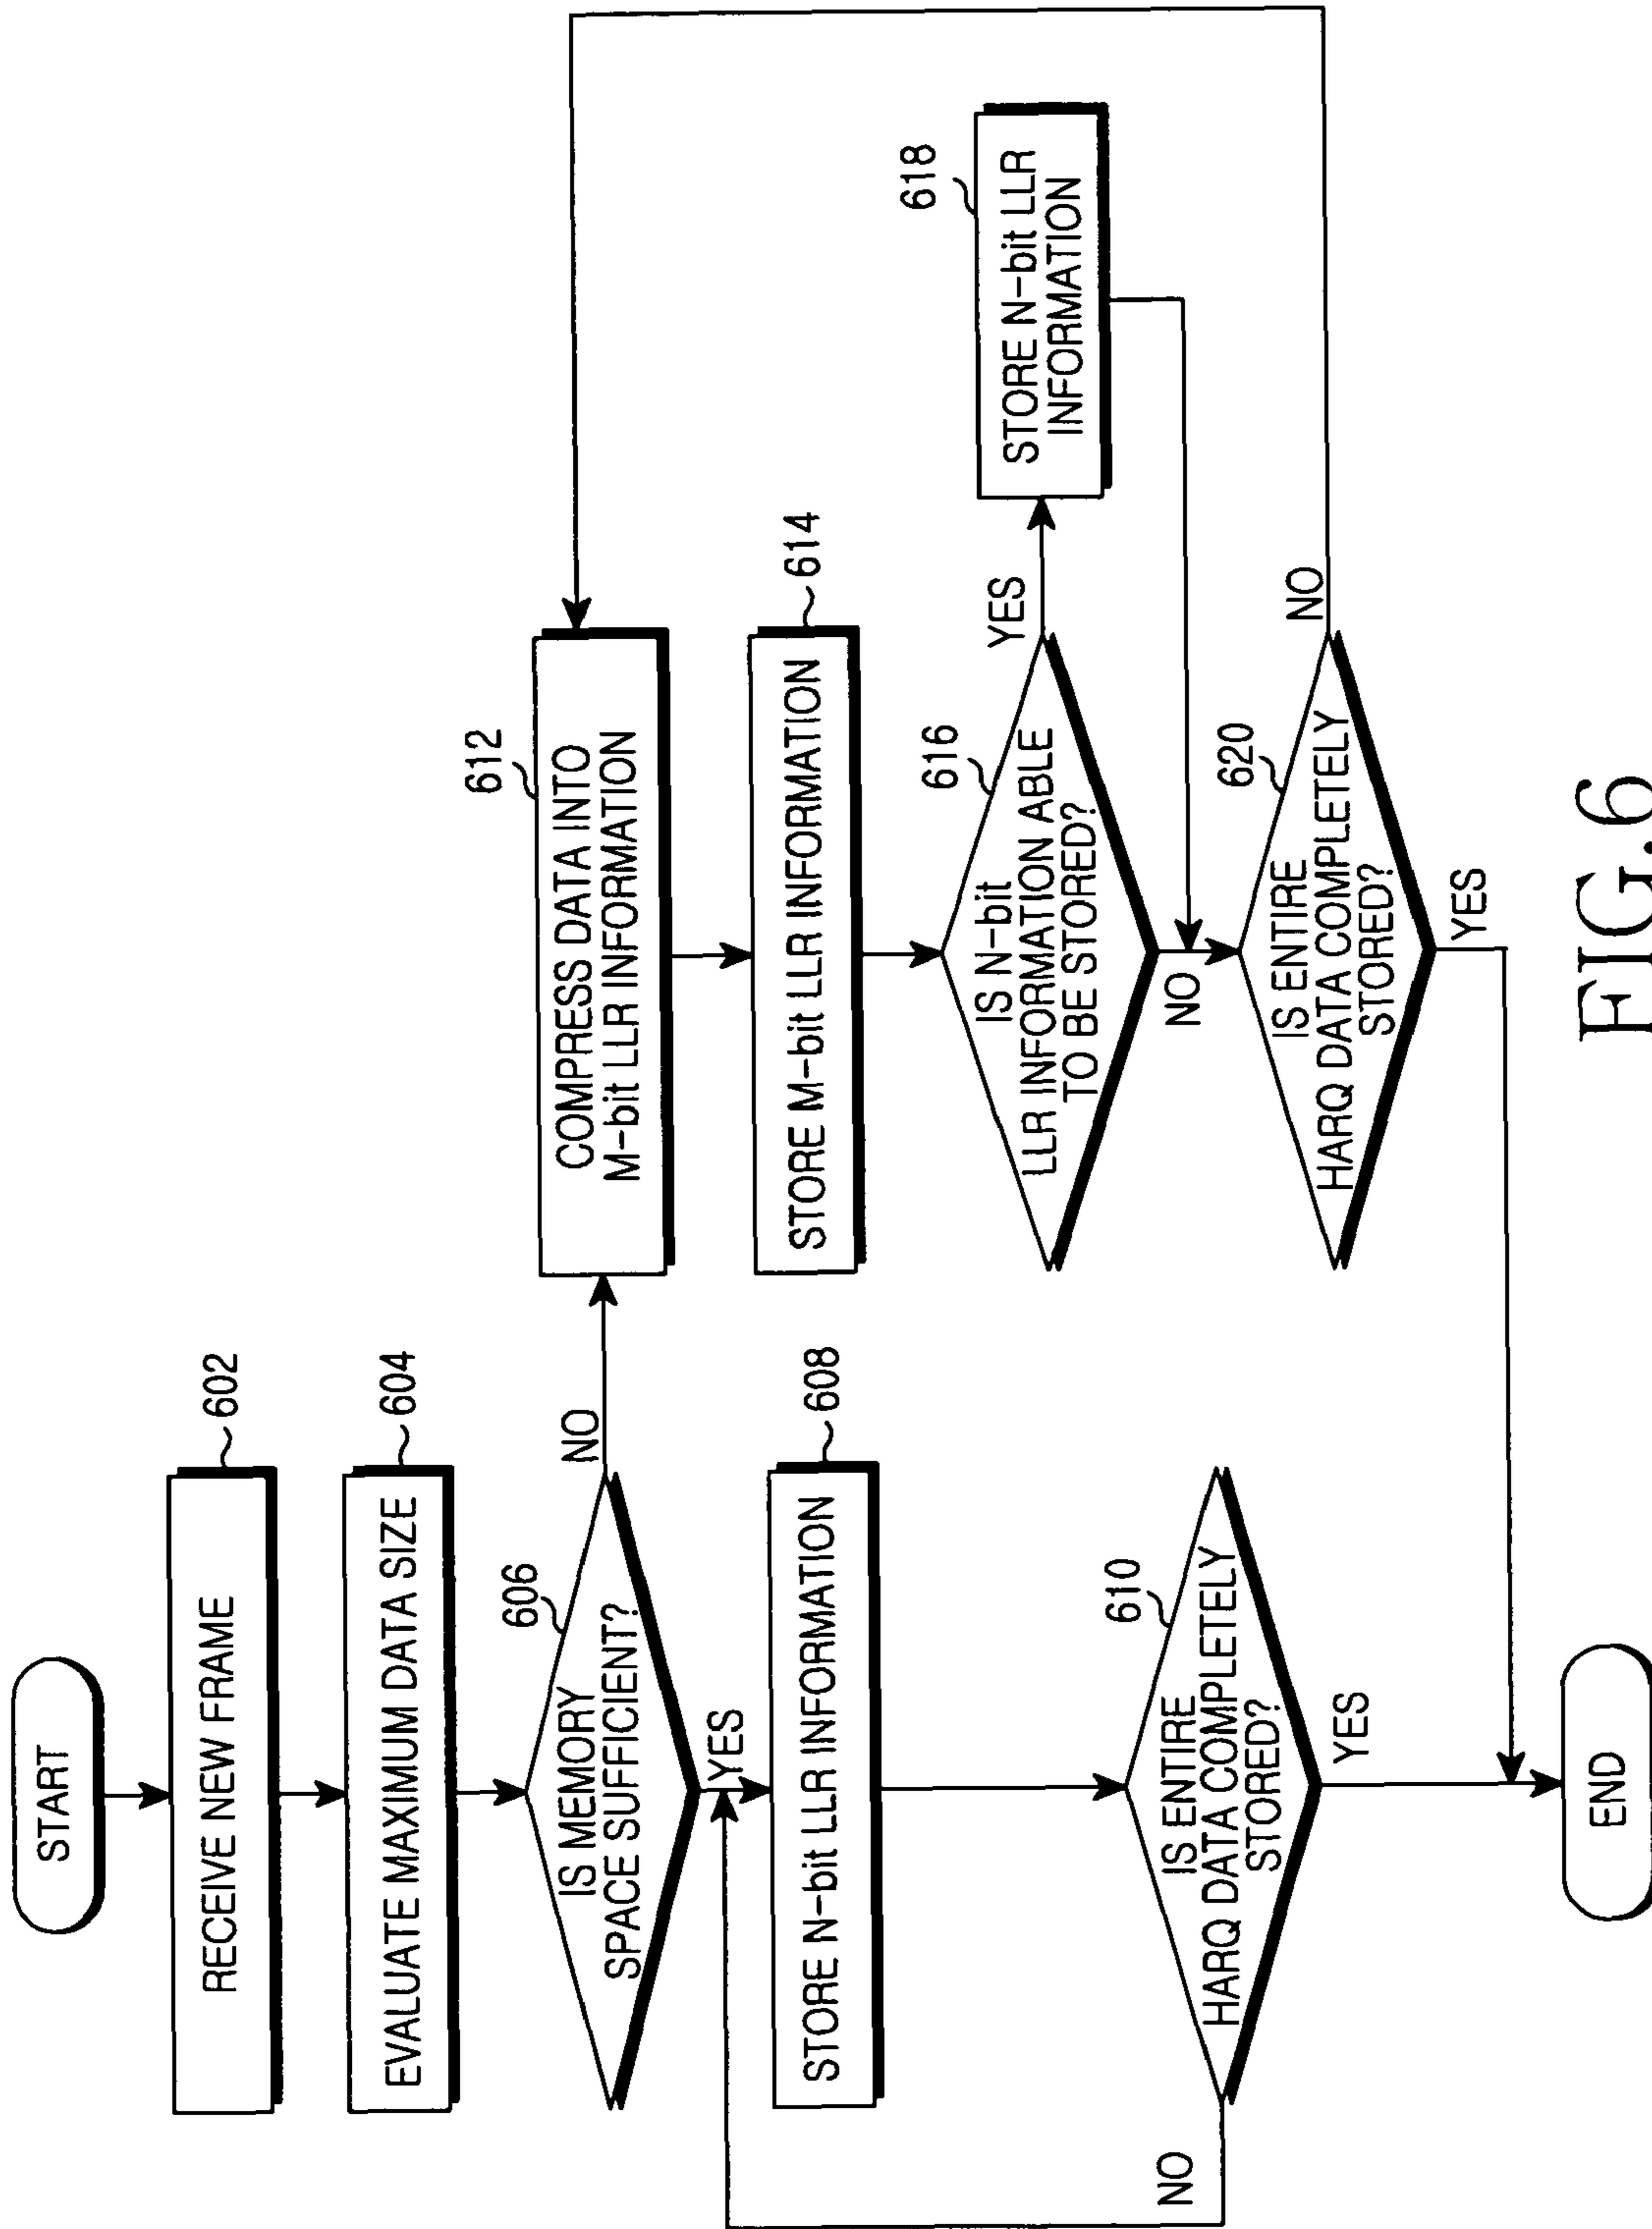 START
RECEIVE NEW FRAME
602
EVALUATE MAXIMUM DATA SIZE
604
IS MEMORY
SPACE SUFFICIENT?
606
NO
YES
STORE N-bit LLR INFORMATION
608
IS ENTIRE
HARQ DATA COMPLETELY
STORED?
610
NO
YES
END
COMPRESS DATA INTO
M-bit LLR INFORMATION
612
STORE M-bit LLR INFORMATION
614
IS N-bit
LLR INFORMATION ABLE
TO BE STORED?
616
YES
NO
STORE N-bit LLR
INFORMATION
618
IS ENTIRE
HARQ DATA COMPLETELY
STORED?
620
NO
YES
FIG.6